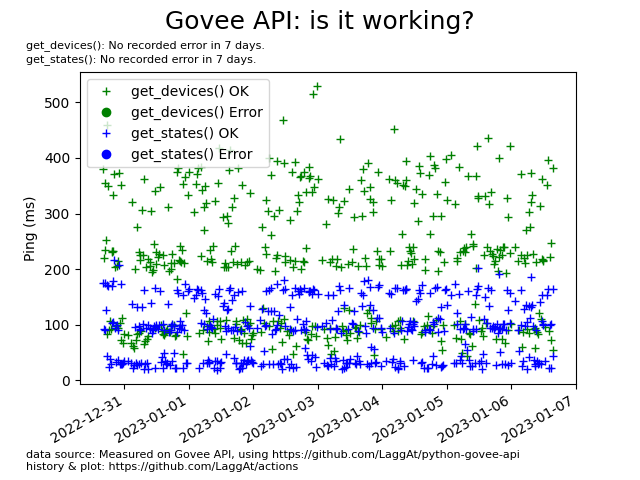 Govee API: is it working?
get_devices(): No recorded error in 7 days.
get_states(): No recorded error in 7 days.
get_devices() OK
get_devices() Error
get_states() OK
get_states() Error
Ping (ms)
500
400
300
200
100
0
2022-12-31
2023-01-01
2023-01-02
2023-01-03
2023-01-04
2023-01-05
2023-01-06
2023-01-07
data source: Measured on Govee API, using https://github.com/LaggAt/python-govee-api
history & plot: https://github.com/LaggAt/actions